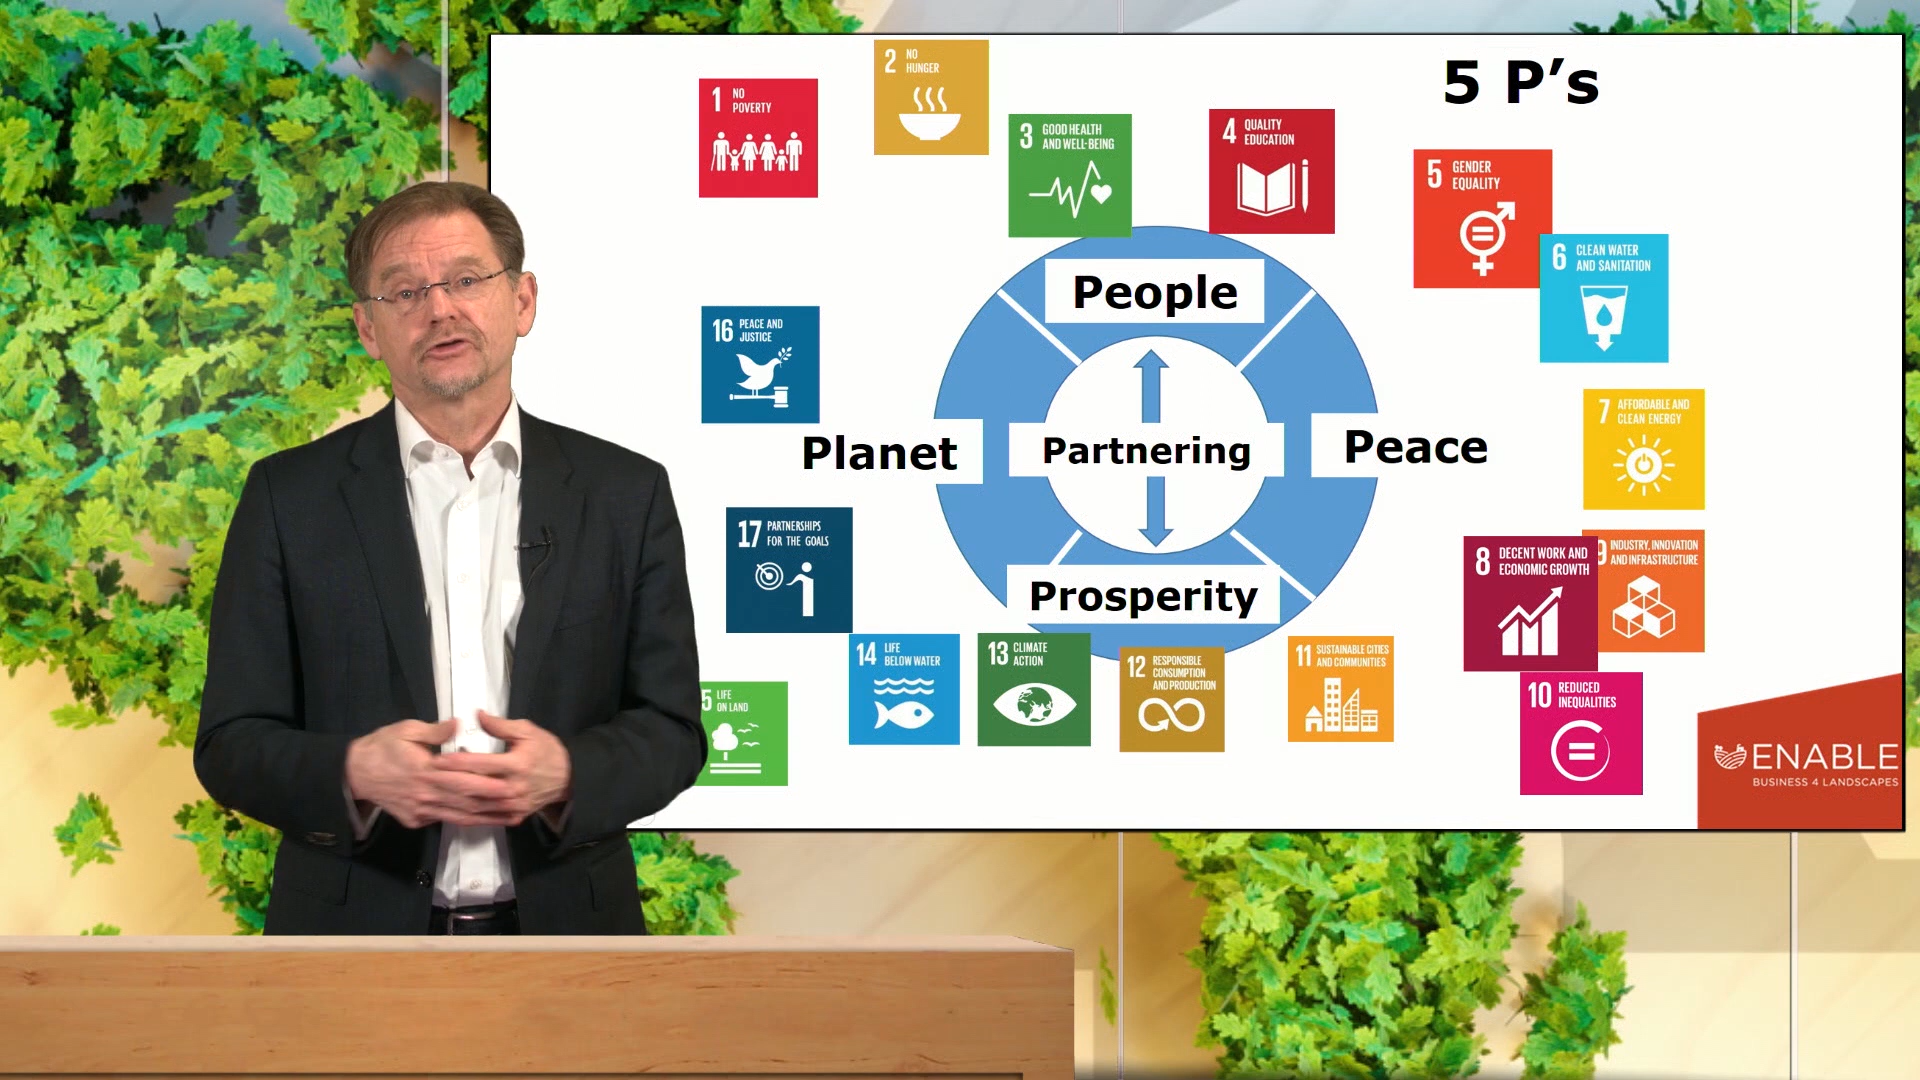 5 P's
1 NO
POVERTY
2 NO
HUNGER
3 GOOD HEALTH
AND WELL-BEING
4 QUALITY
EDUCATION
5 GENDER
EQUALITY
6 CLEAN WATER
AND SANITATION
People
16 PEACE AND
JUSTICE
7 AFFORDABLE AND
CLEAN ENERGY
Planet
Partnering
Peace
17 PARTNERSHIPS
FOR THE GOALS
8 DECENT WORK AND
ECONOMIC GROWTH
9 INDUSTRY, INNOVATION
AND INFRASTRUCTURE
Prosperity
5 LIFE
ON LAND
14 LIFE
BELOW WATER
13 CLIMATE
ACTION
12 RESPONSIBLE
CONSUMPTION
AND PRODUCTION
11 SUSTAINABLE CITIES
AND COMMUNITIES
10 REDUCED
INEQUALITIES
ENABLE
BUSINESS 4 LANDSCAPES